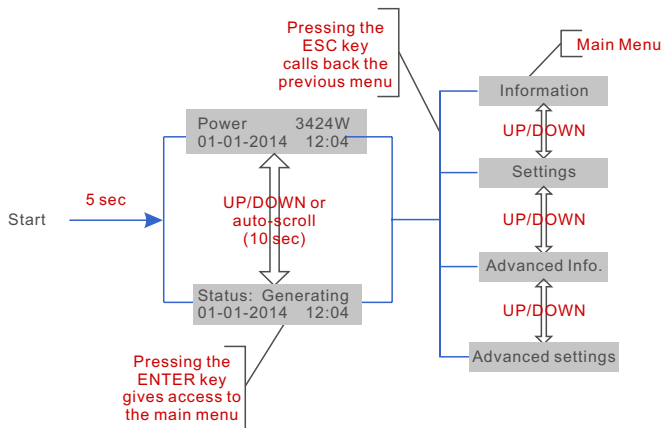 Pressing the
ESC key
calls back the
previous menu
Main Menu
Information
UP/DOWN
Settings
UP/DOWN
Advanced Info.
UP/DOWN
Advanced settings
Power 3424W
01-01-2014 12:04
Start
5 sec
UP/DOWN or
auto-scroll
(10 sec)
Status: Generating
01-01-2014 12:04
Pressing the
ENTER key
gives access to
the main menu